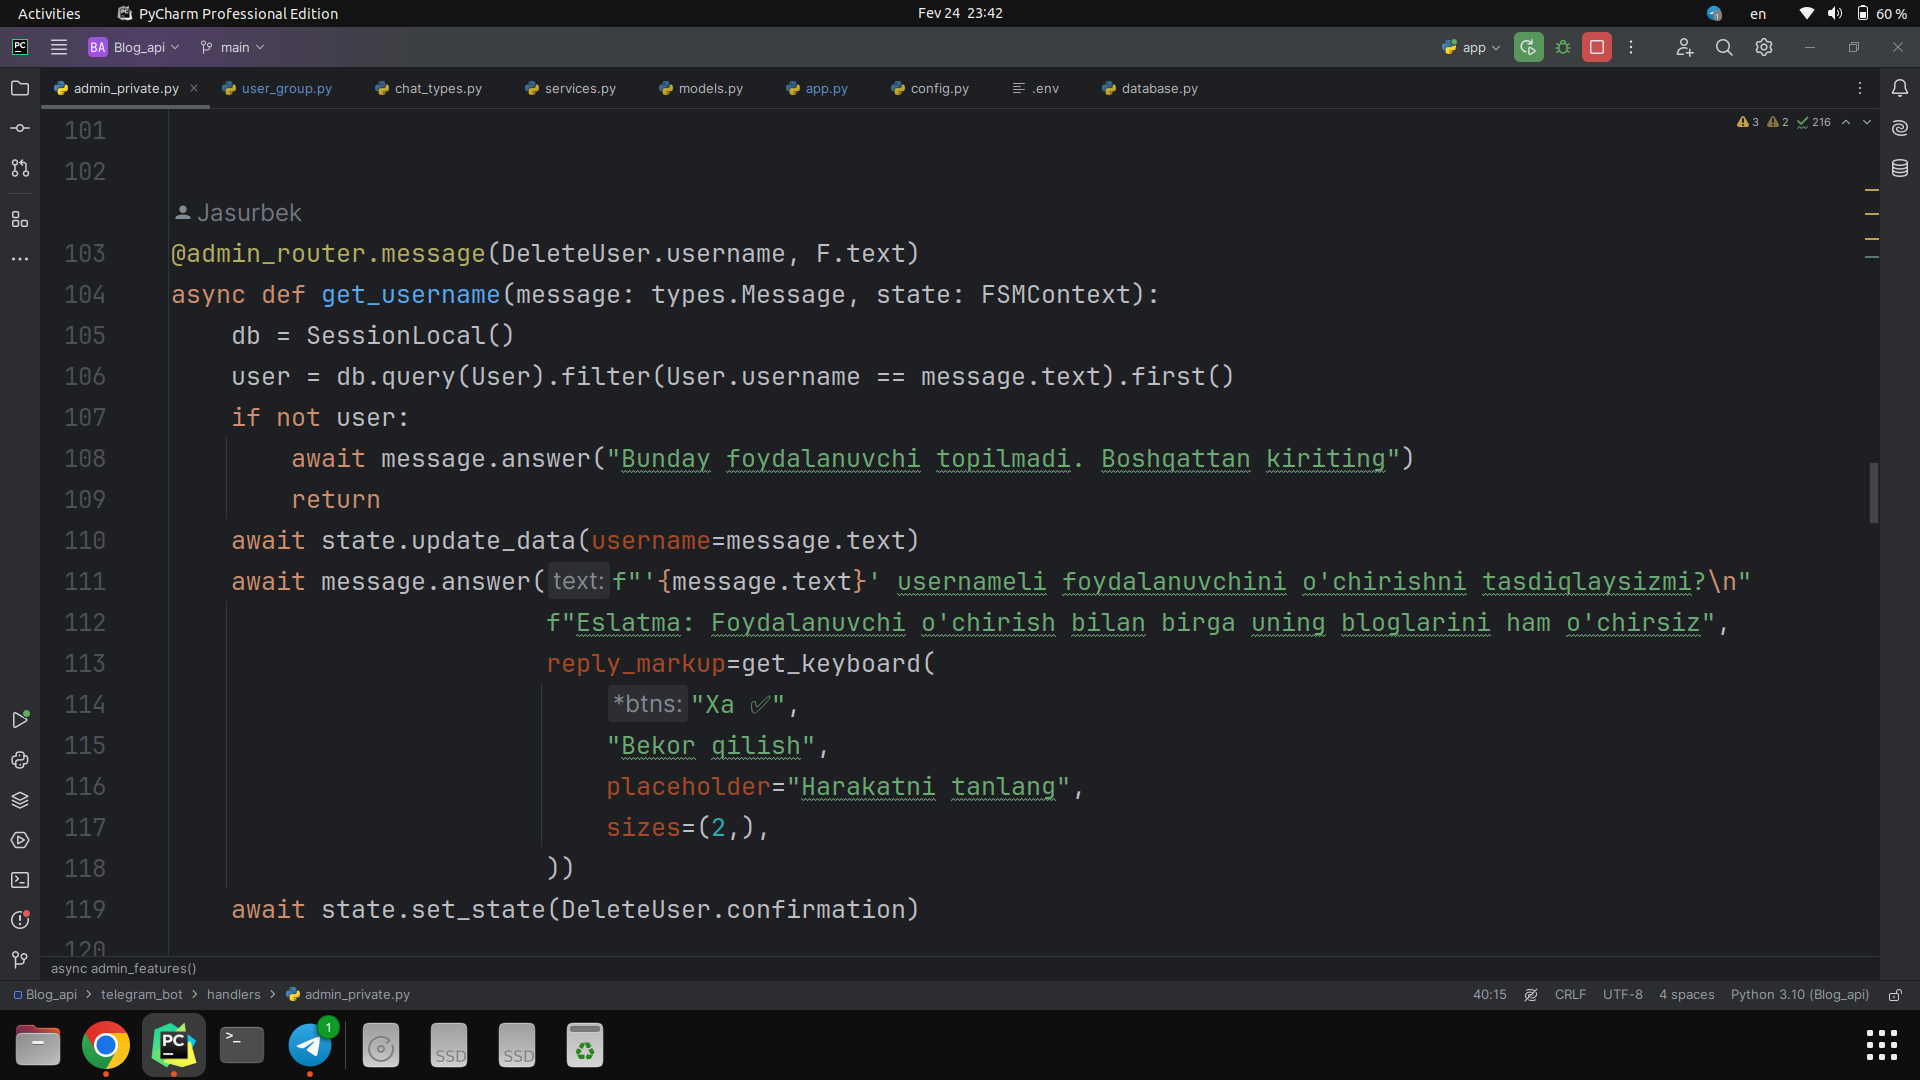 Activities PyCharm Professional Edition Fev 24 23:42 en 60 %
PC BA Blog_api main app
admin_private.py user_group.py chat_types.py services.py models.py app.py config.py .env database.py
3 2 216
101
102
Jasurbek
103 @admin_router.message(DeleteUser.username, F.text)
104 async def get_username(message: types.Message, state: FSMContext):
105 db = SessionLocal()
106 user = db.query(User).filter(User.username == message.text).first()
107 if not user:
108 await message.answer("Bunday foydalanuvchi topilmadi. Boshqattan kiriting")
109 return
110 await state.update_data(username=message.text)
111 await message.answer( text: f"'{message.text}' usernameli foydalanuvchini o'chirishni tasdiqlaysizmi?\n"
112 f"Eslatma: Foydalanuvchi o'chirish bilan birga uning bloglarini ham o'chirsiz",
113 reply_markup=get_keyboard(
114 *btns: "Xa ✅",
115 "Bekor qilish",
116 placeholder="Harakatni tanlang",
117 sizes=(2,),
118 ))
119 await state.set_state(DeleteUser.confirmation)
120
async admin_features()
Blog_api > telegram_bot > handlers > admin_private.py 40:15 CRLF UTF-8 4 spaces Python 3.10 (Blog_api)
PC >_ 1 SSD SSD